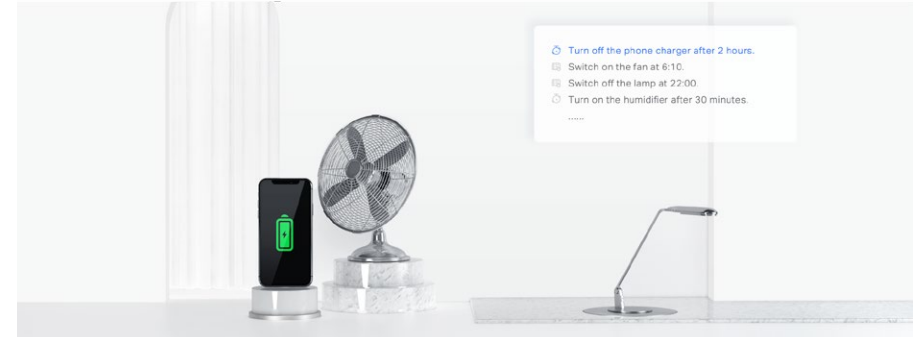 Turn off the phone charger after 2 hours.
Switch on the fan at 6:10.
Switch off the lamp at 22:00
Turn on the humidifier after 30 minutes.
......